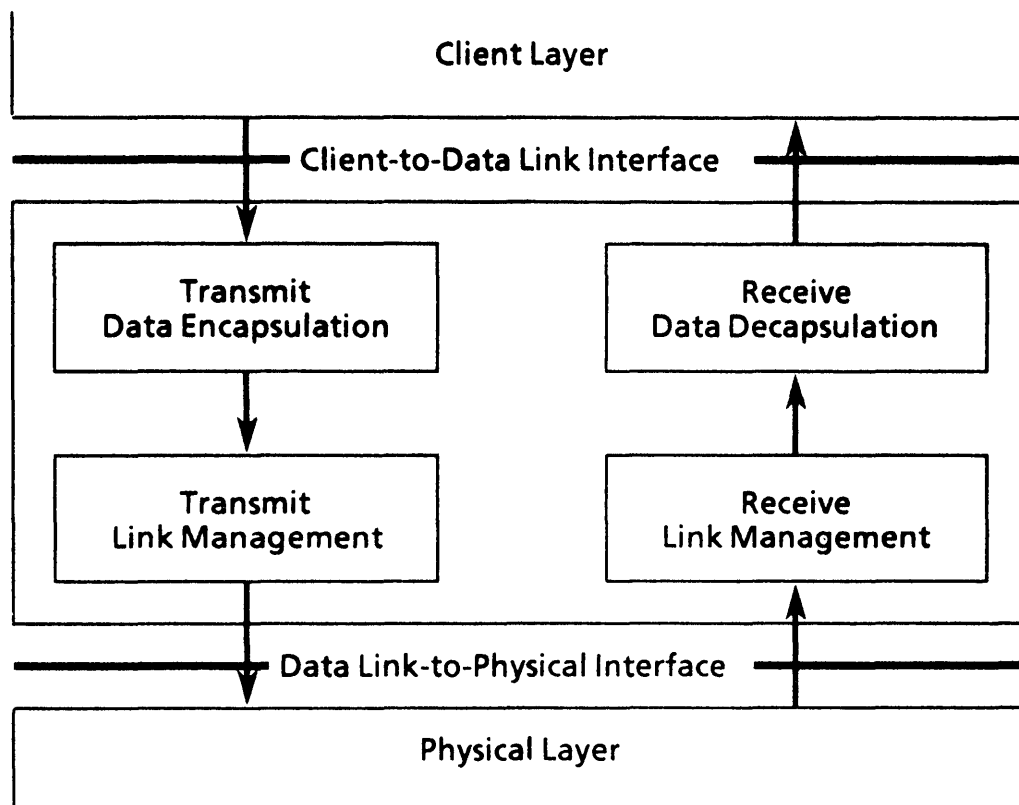 Client Layer
Client-to-Data Link Interface
Transmit
Data Encapsulation
Receive
Data Decapsulation
Transmit
Link Management
Receive
Link Management
Data Link-to-Physical Interface
Physical Layer